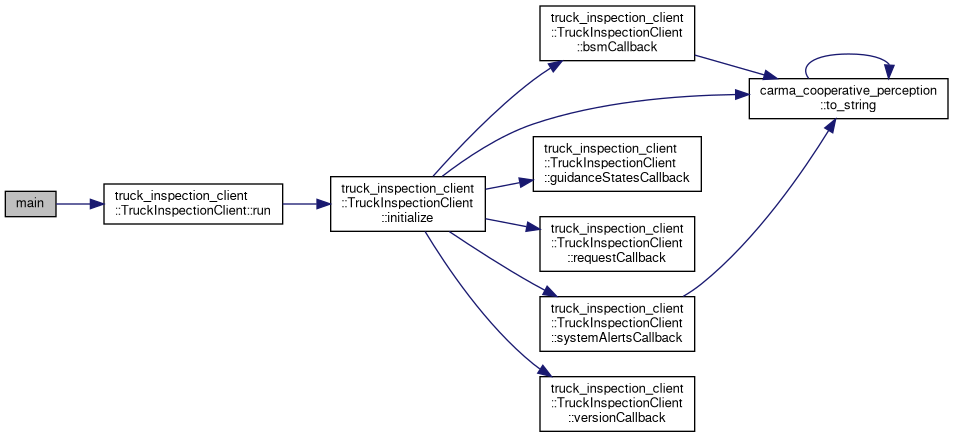 main
truck_inspection_client
::TruckInspectionClient::run
truck_inspection_client
::TruckInspectionClient
::initialize
truck_inspection_client
::TruckInspectionClient
::bsmCallback
carma_cooperative_perception
::to_string
truck_inspection_client
::TruckInspectionClient
::guidanceStatesCallback
truck_inspection_client
::TruckInspectionClient
::requestCallback
truck_inspection_client
::TruckInspectionClient
::systemAlertsCallback
truck_inspection_client
::TruckInspectionClient
::versionCallback